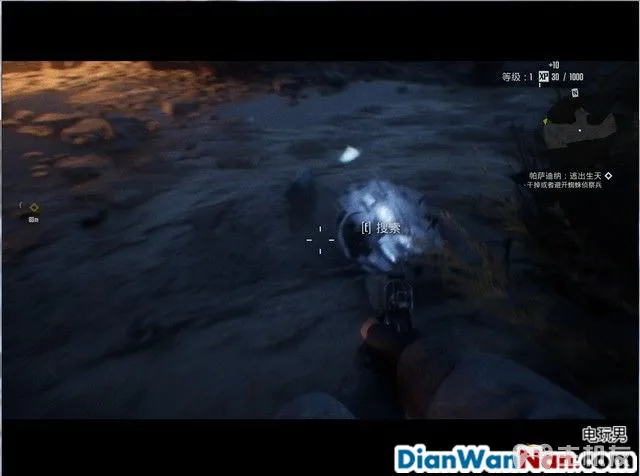 +10
等级：1 XP 30 / 1000
N
帕萨迪纳：逃出生天
干掉或者避开蜘蛛侦察兵
88m
[E] 搜索
电玩男
DianWanNan.com